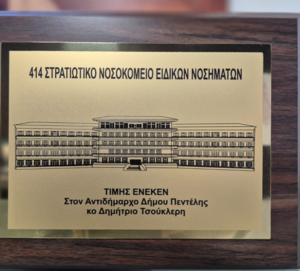 414 ΣΤΡΑΤΙΩΤΙΚΟ ΝΟΣΟΚΟΜΕΙΟ ΕΙΔΙΚΩΝ ΝΟΣΗΜΑΤΩΝ
ΤΙΜΗΣ ΕΝΕΚΕΝ
Στον Αντιδήμαρχο Δήμου Πεντέλης
κο Δημήτριο Τσούκλερη